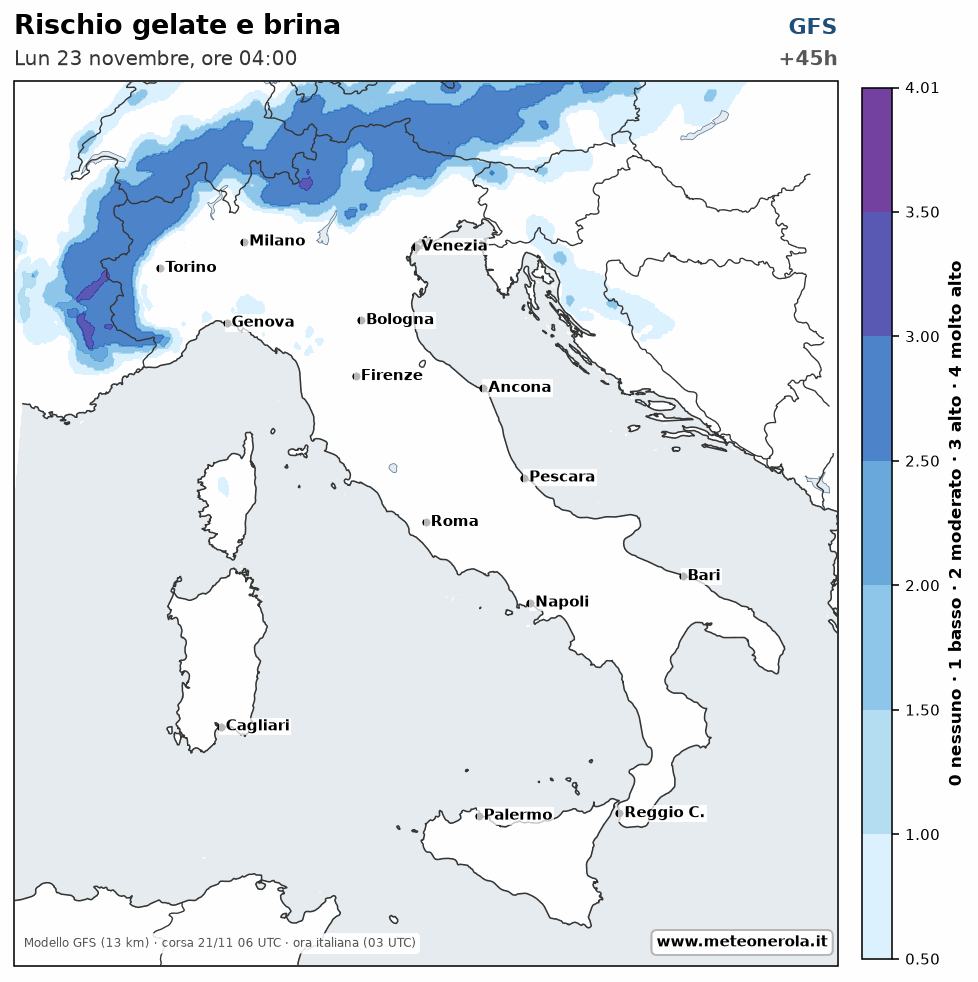 Rischio gelate e brina
GFS
Lun 23 novembre, ore 04:00
+45h
4.01
3.50
3.00
2.50
2.00
1.50
1.00
0.50
0 nessuno · 1 basso · 2 moderato · 3 alto · 4 molto alto
Milano
Venezia
Torino
Bologna
Genova
Firenze
Ancona
Pescara
Roma
Bari
Napoli
Cagliari
Palermo
Reggio C.
Modello GFS (13 km) · corsa 21/11 06 UTC · ora italiana (03 UTC)
www.meteonerola.it